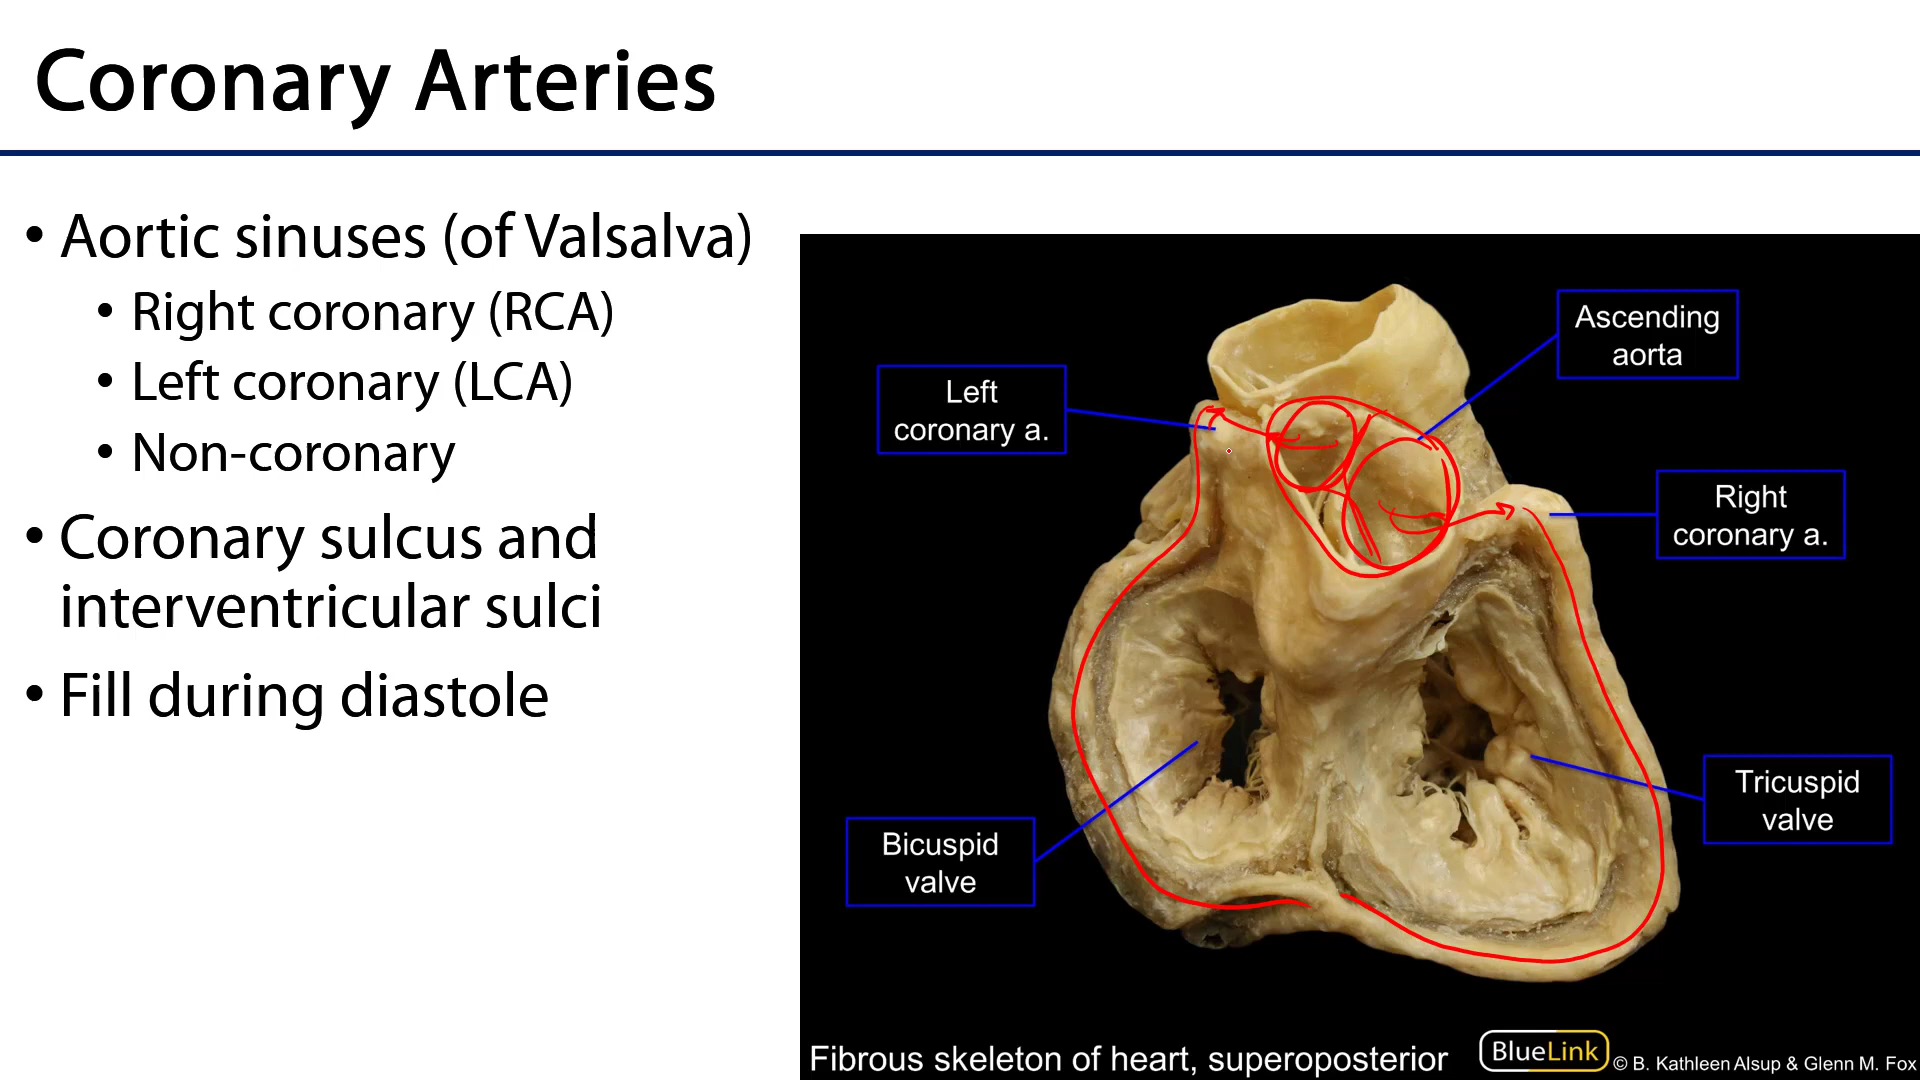 Coronary Arteries
• Aortic sinuses (of Valsalva)
• Right coronary (RCA)
• Left coronary (LCA)
• Non-coronary
• Coronary sulcus and
interventricular sulci
• Fill during diastole
Ascending
aorta
Left
coronary a.
Right
coronary a.
Tricuspid
valve
Bicuspid
valve
Fibrous skeleton of heart, superoposterior
BlueLink
© B. Kathleen Alsup & Glenn M. Fox